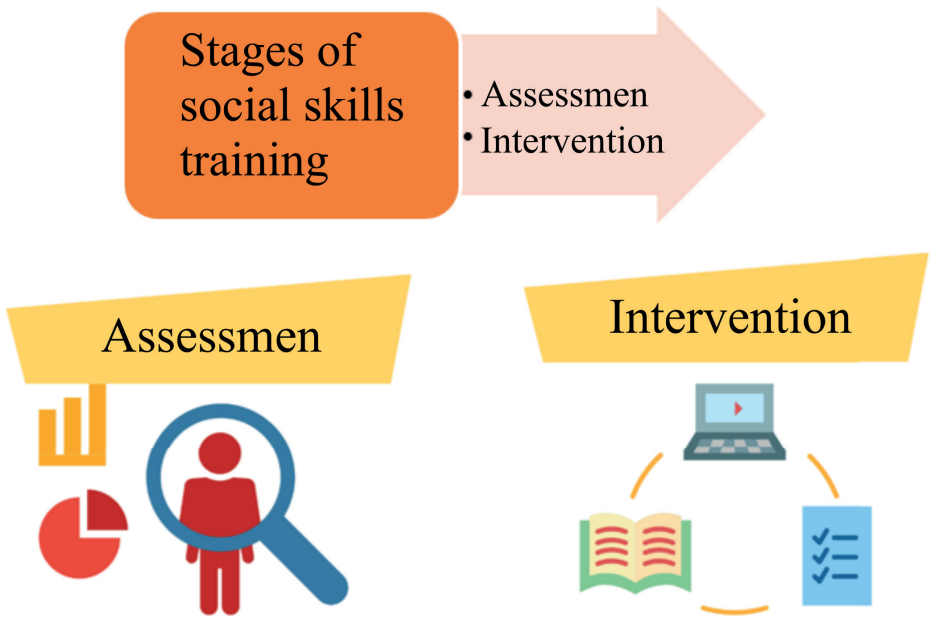 Stages of
social skills
training
• Assessmen
• Intervention
Assessmen
Intervention